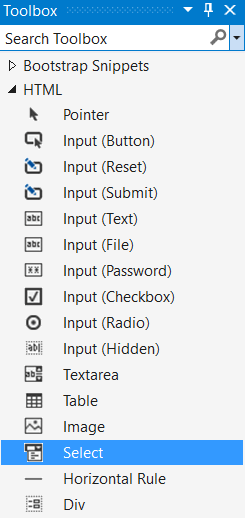 Toolbox
Search Toolbox
Bootstrap Snippets
HTML
Pointer
Input (Button)
Input (Reset)
Input (Submit)
Input (Text)
Input (File)
Input (Password)
Input (Checkbox)
Input (Radio)
Input (Hidden)
Textarea
Table
Image
Select
Horizontal Rule
Div